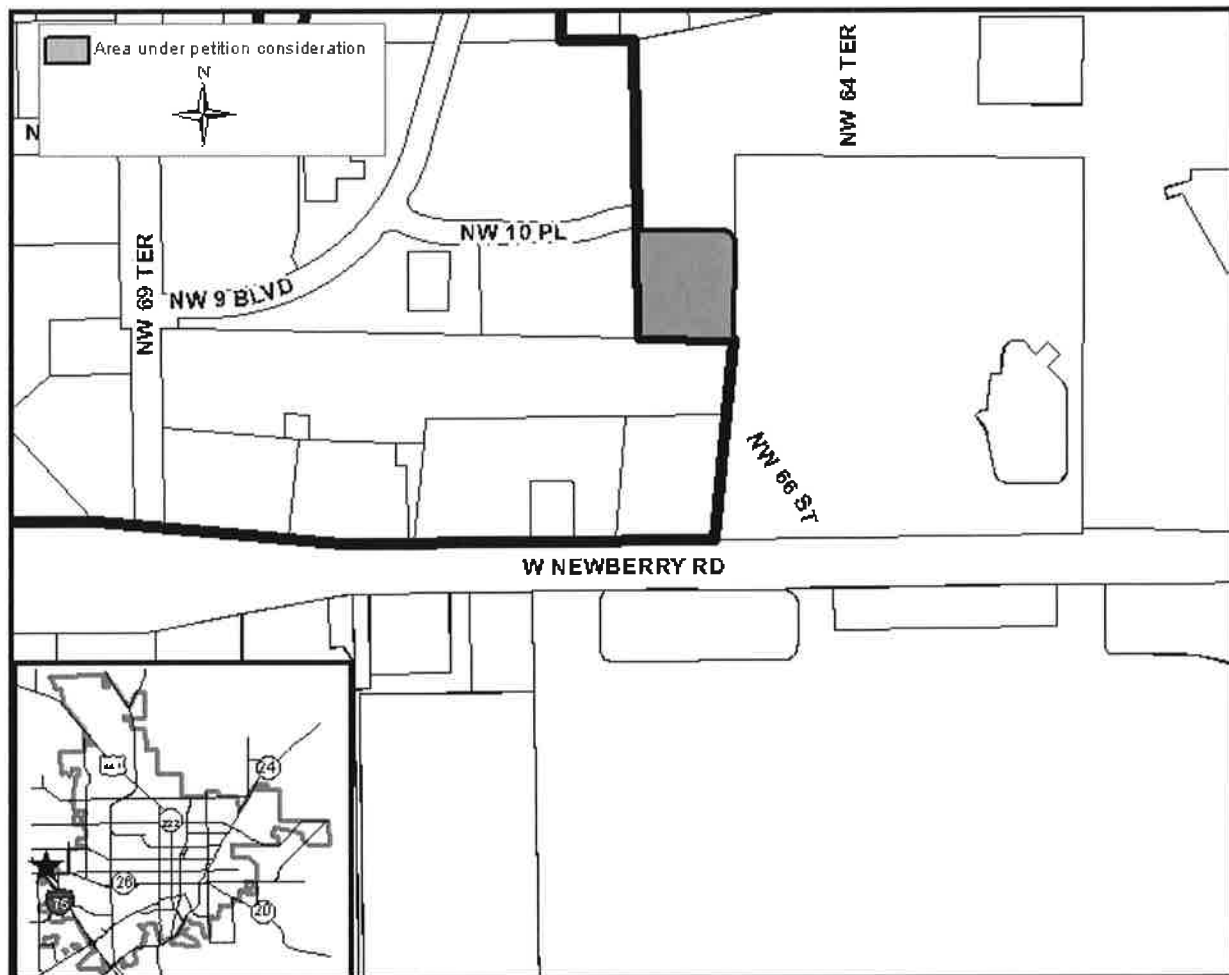 Area under petition consideration
N
N
NW 64 TER
NW 10 PL
NW 9 BLVD
NW 69 TER
NW 66 ST
W NEWBERRY RD
441
24
222
26
75
20